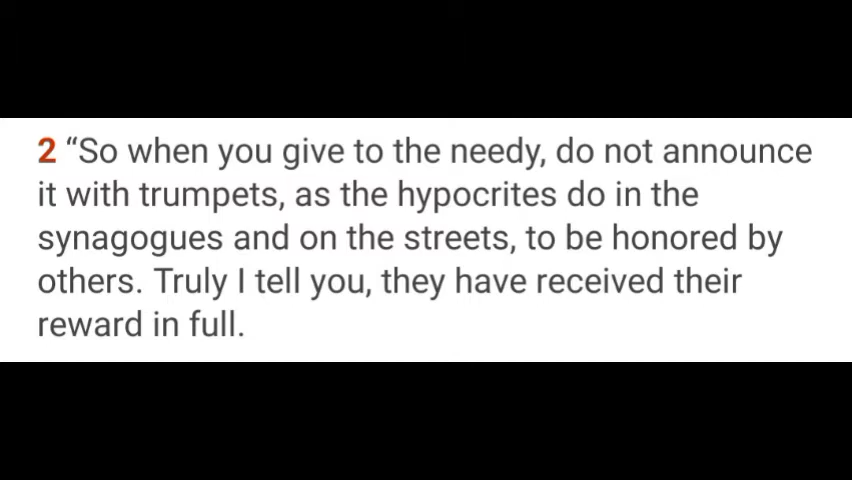 2 “So when you give to the needy, do not announce
it with trumpets, as the hypocrites do in the
synagogues and on the streets, to be honored by
others. Truly I tell you, they have received their
reward in full.